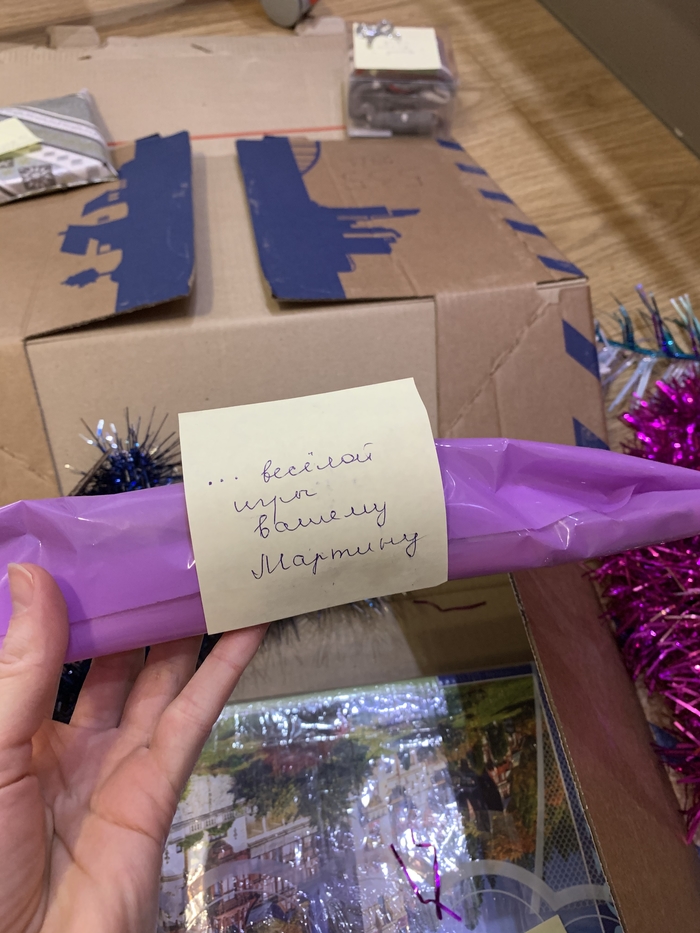 ... весёлой
игры
вашему
Мартину